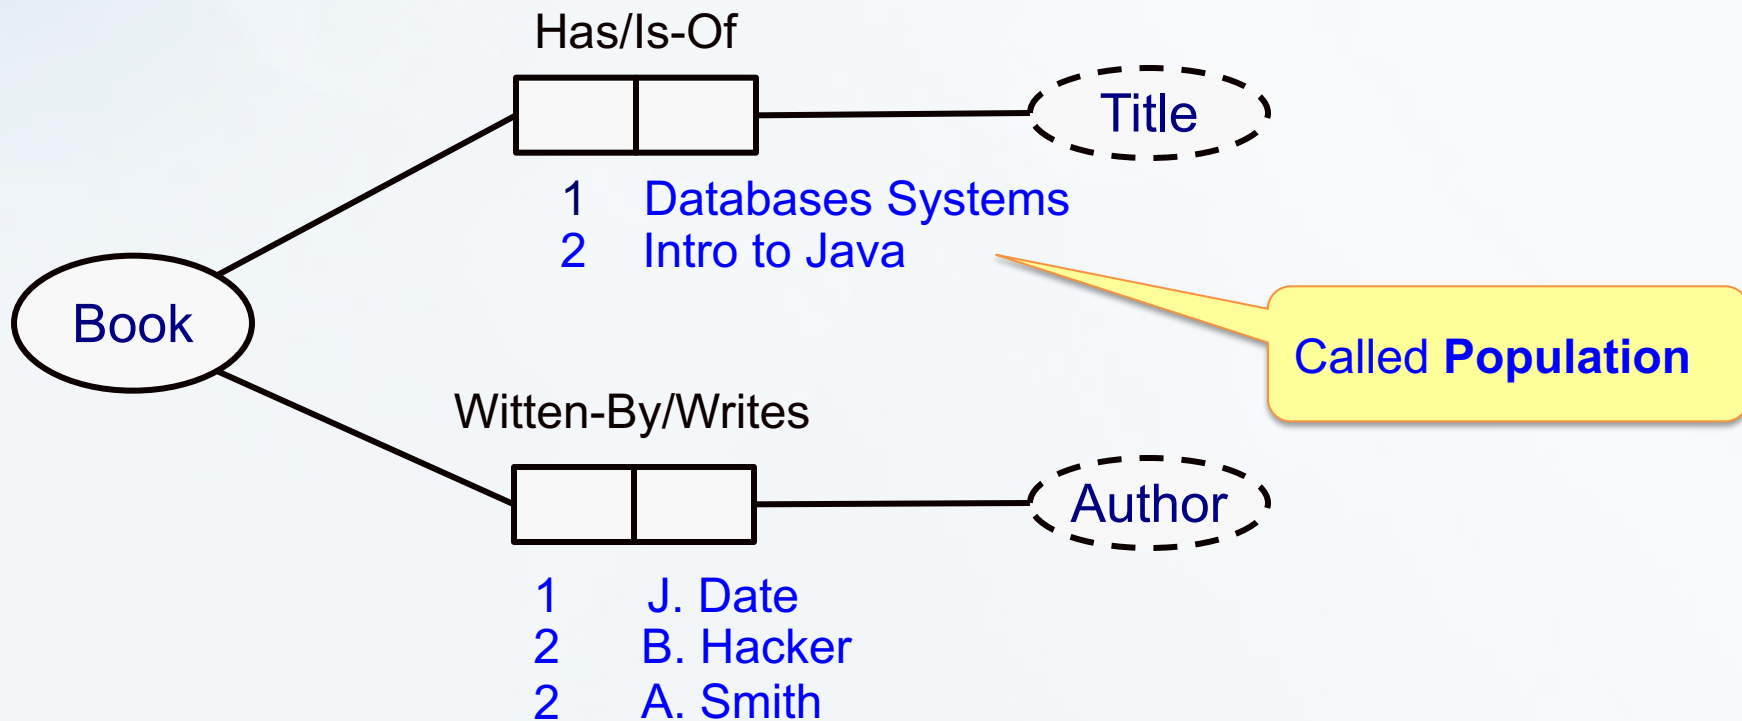 Has/Is-Of
Title
1 Databases Systems
2 Intro to Java
Book
Called Population
Witten-By/Writes
Author
1 J. Date
2 B. Hacker
2 A. Smith